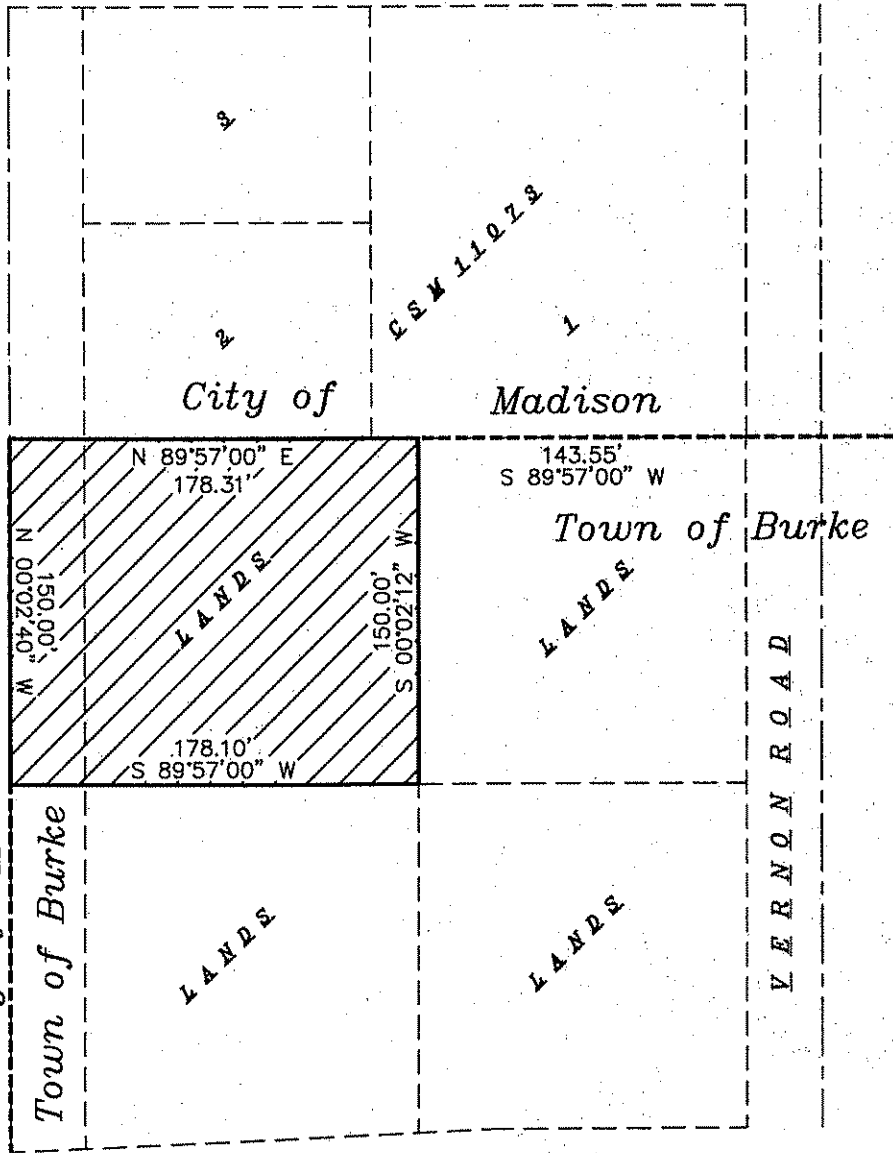 3
CSM 11073
2
1
City of Madison
N 89°57'00" E
178.31'
143.55'
S 89°57'00" W
Town of Burke
LANDS
LANDS
N 00°02'40" W
150.00'
150.00'
S 00°02'12" W
178.10'
S 89°57'00" W
VERNON ROAD
Town of Burke
LANDS
LANDS